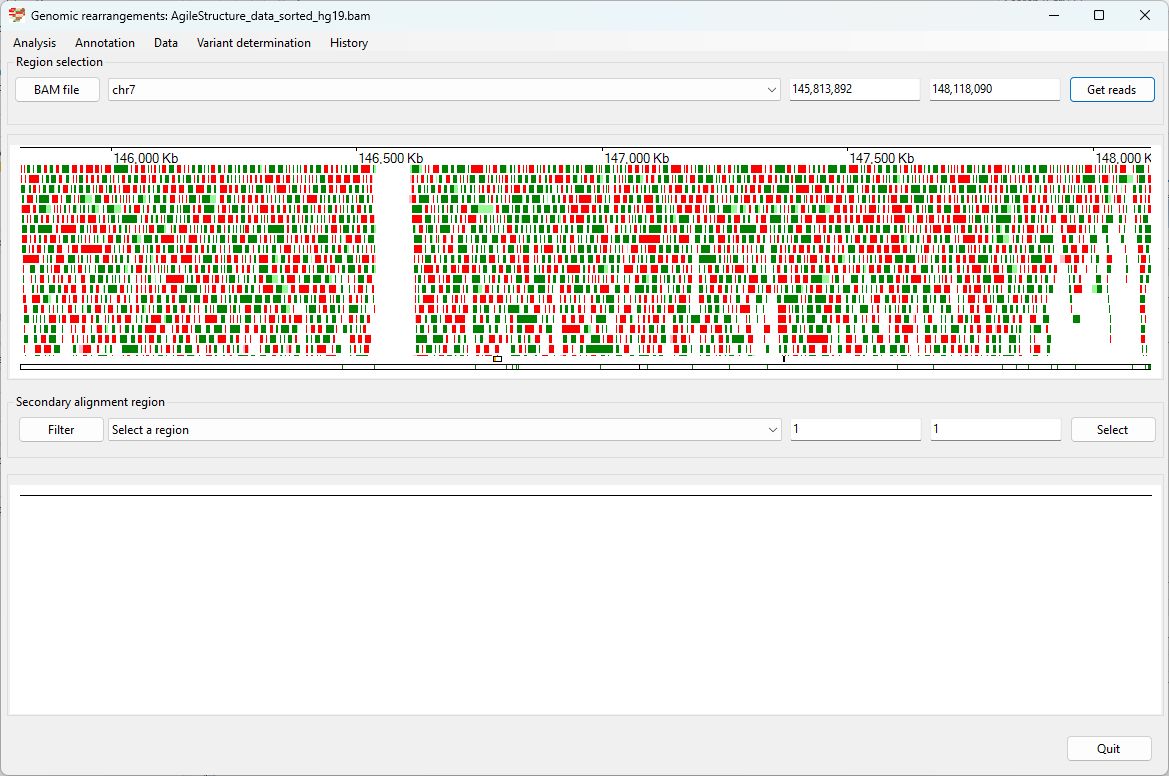 Genomic rearrangements: AgileStructure_data_sorted_hg19.bam
Analysis Annotation Data Variant determination History
Region selection
BAM file chr7 145,813,892 148,118,090 Get reads
146,000 Kb 146,500 Kb 147,000 Kb 147,500 Kb 148,000 K
Secondary alignment region
Filter Select a region 1 1 Select
Quit